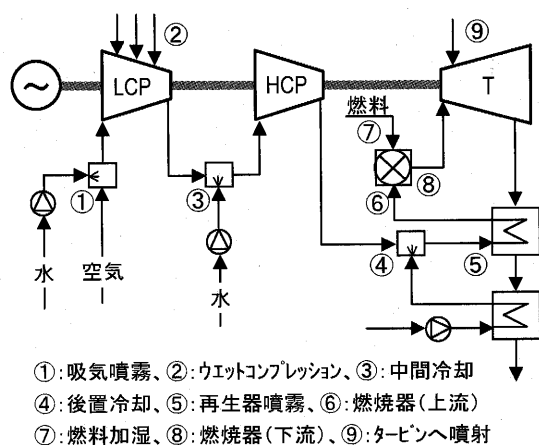 ②
⑨
~
LCP
HCP
T
燃料
⑦
⑧
①
③
⑥
④
⑤
水
空気
水
①:吸気噴霧、②:ウエットコンプレッション、③:中間冷却
④:後置冷却、⑤:再生器噴霧、⑥:燃焼器(上流)
⑦:燃料加湿、⑧:燃焼器(下流)、⑨:タービンへ噴射